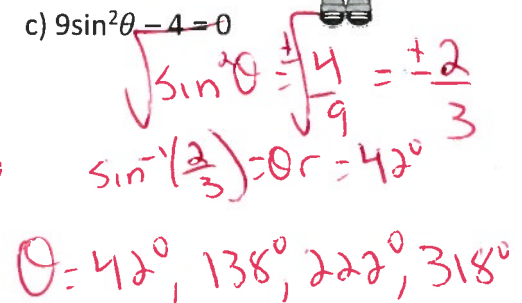 c) 9sin²θ - 4 = 0
√sin²θ = ±√4/9 = ±2/3
sin⁻¹(2/3) = θr = 42°
θ = 42°, 138°, 222°, 318°